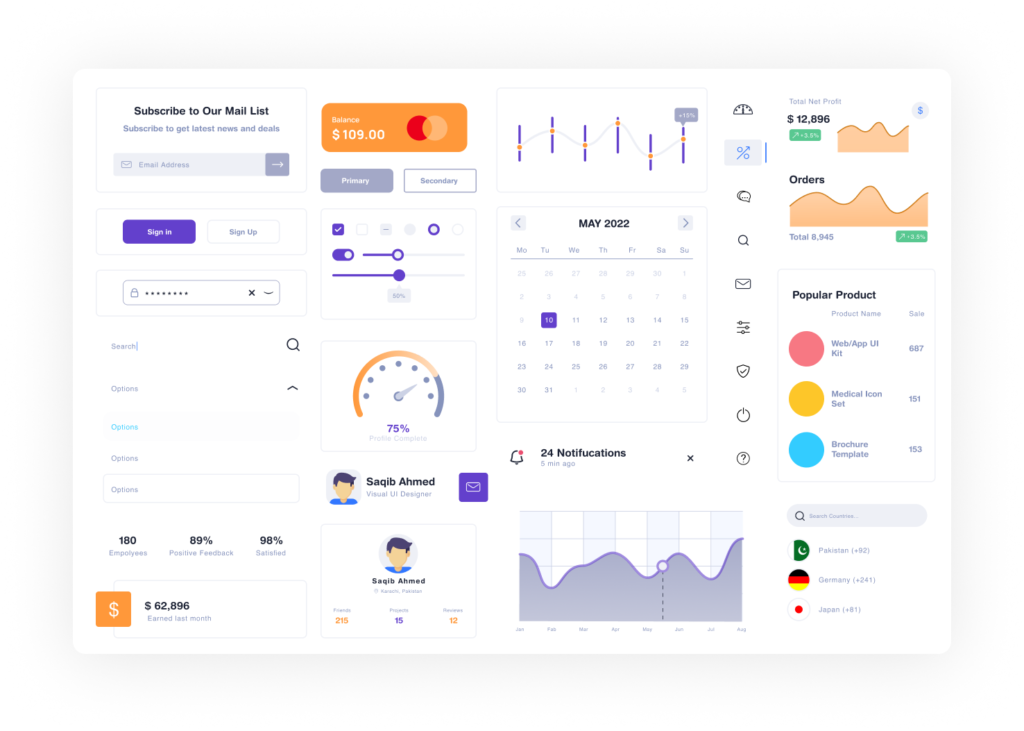 Subscribe to Our Mail List
Subscribe to get latest news and deals
Email Address
Sign in
Sign Up
••••••••
Search
Options
Options
Options
Options
180
Empolyees
89%
Positive Feedback
98%
Satisfied
$
$ 62,896
Earned last month
Balance
$109.00
Primary
Secondary
50%
75%
Profile Complete
Saqib Ahmed
Visual UI Designer
Saqib Ahmed
Karachi, Pakistan
Friends
215
Projects
15
Reviews
12
+15%
MAY 2022
Mo Tu We Th Fr Sa Su
25 26 27 28 29 30 1
2 3 4 5 6 7 8
9 10 11 12 13 14 15
16 17 18 19 20 21 22
23 24 25 26 27 28 29
30 31 1 2 3 4 5
24 Notifucations
5 min ago
Jan Feb Mar Apr May Jun Jul Aug
Total Net Profit
$ 12,896
+3.5%
$
Orders
Total 8,945
+3.5%
Popular Product
Product Name Sale
Web/App UI
Kit
687
Medical Icon
Set
151
Brochure
Template
153
Search Countries...
Pakistan (+92)
Germany (+241)
Japan (+81)